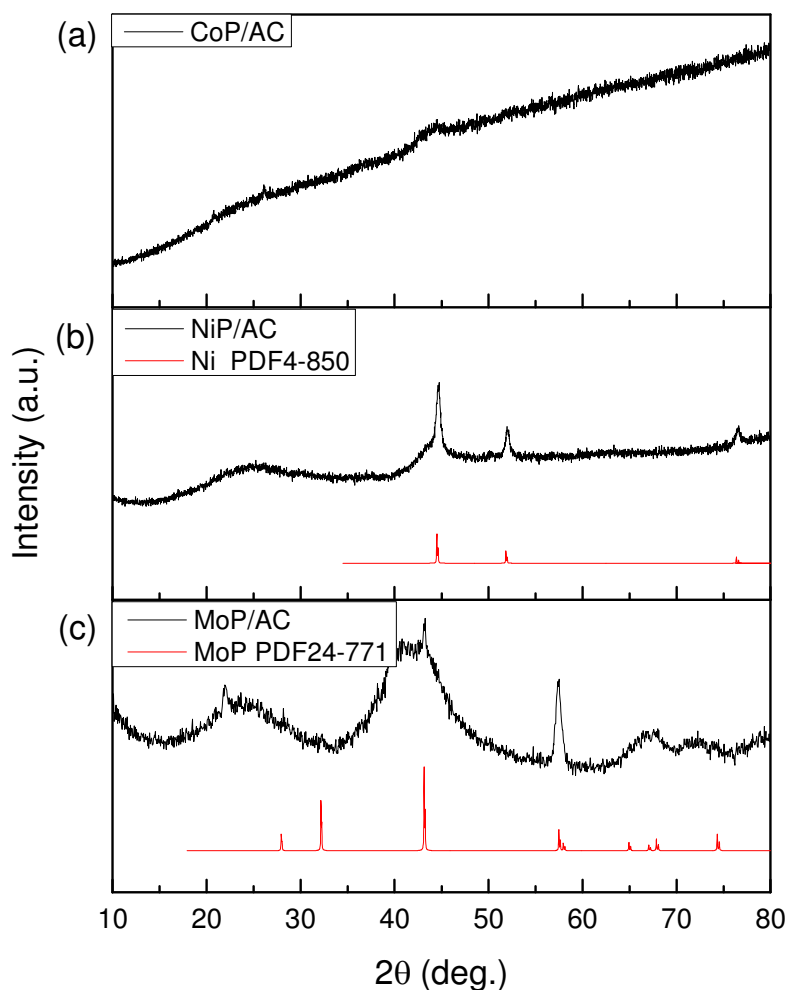 (a)
CoP/AC
(b)
NiP/AC
Ni PDF4-850
(c)
MoP/AC
MoP PDF24-771
Intensity (a.u.)
10 20 30 40 50 60 70 80
2θ (deg.)